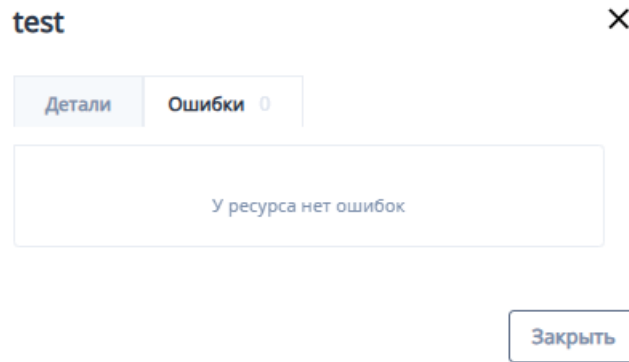 test
Детали Ошибки 0
У ресурса нет ошибок
Закрыть